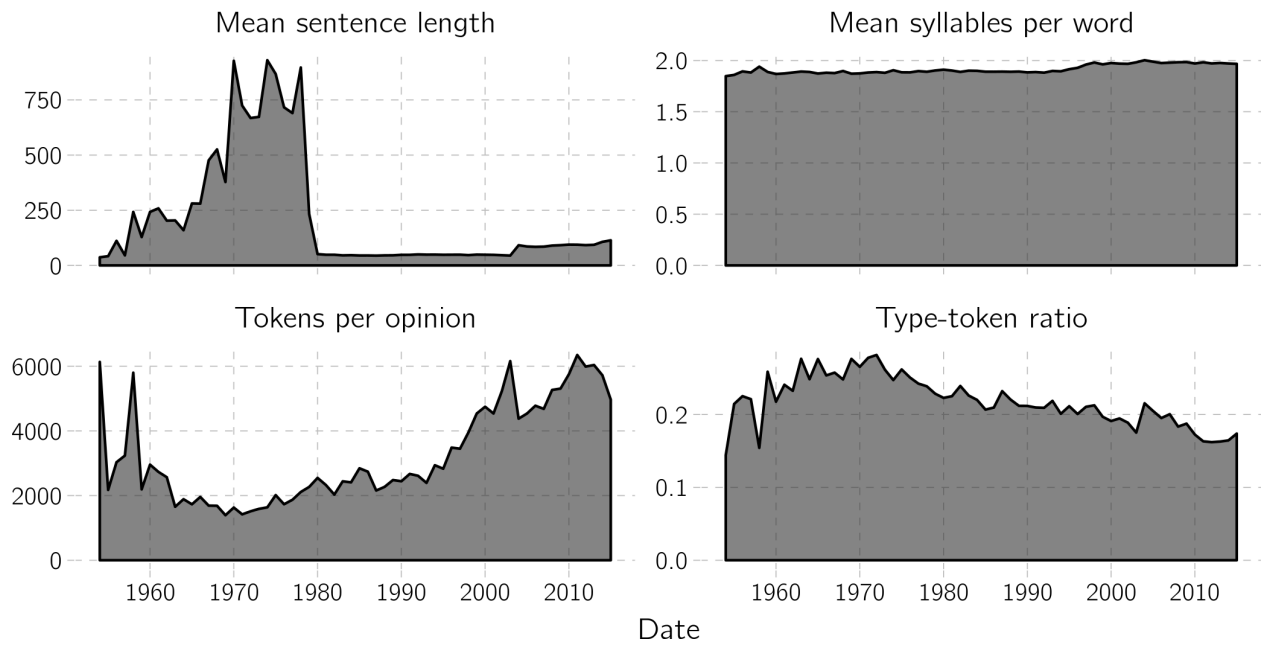 Mean sentence length
750
500
250
0
Mean syllables per word
2.0
1.5
1.0
0.5
0.0
Tokens per opinion
6000
4000
2000
0
1960 1970 1980 1990 2000 2010
Type-token ratio
0.2
0.1
0.0
1960 1970 1980 1990 2000 2010
Date